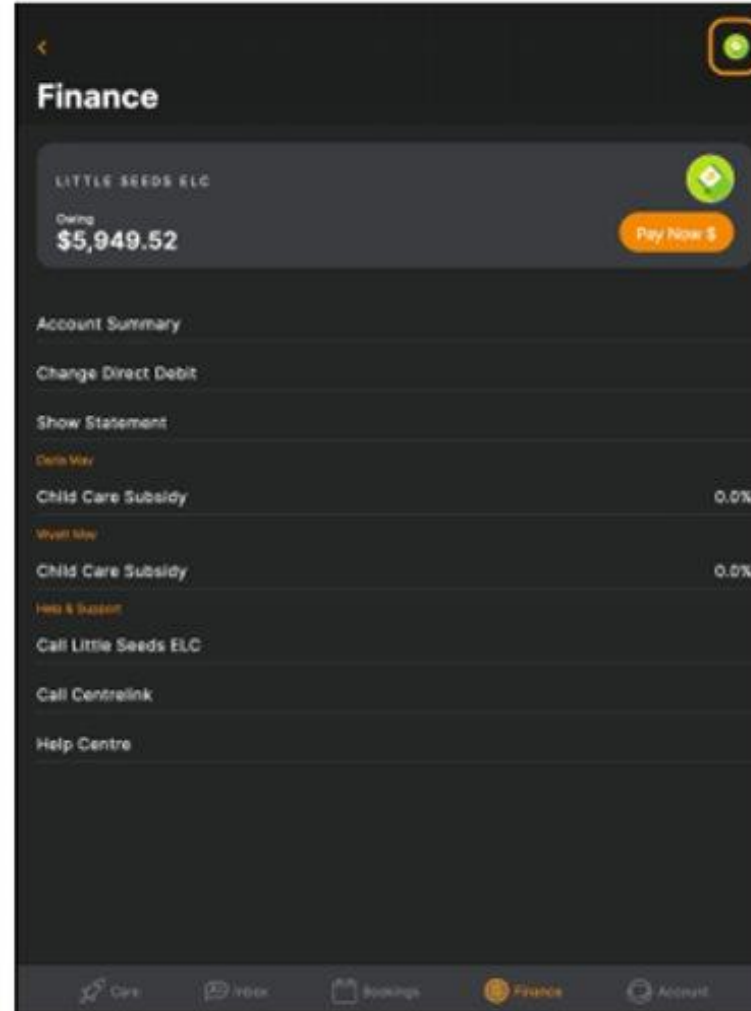 Finance
LITTLE SEEDS ELC
Owing
$5,949.52
Pay Now $
Account Summary
Change Direct Debit
Show Statement
Child Care Subsidy 0.0%
Wyatt May
Child Care Subsidy 0.0%
Help & Support
Call Little Seeds ELC
Call Centrelink
Help Centre
Care Inbox Bookings Finance Account